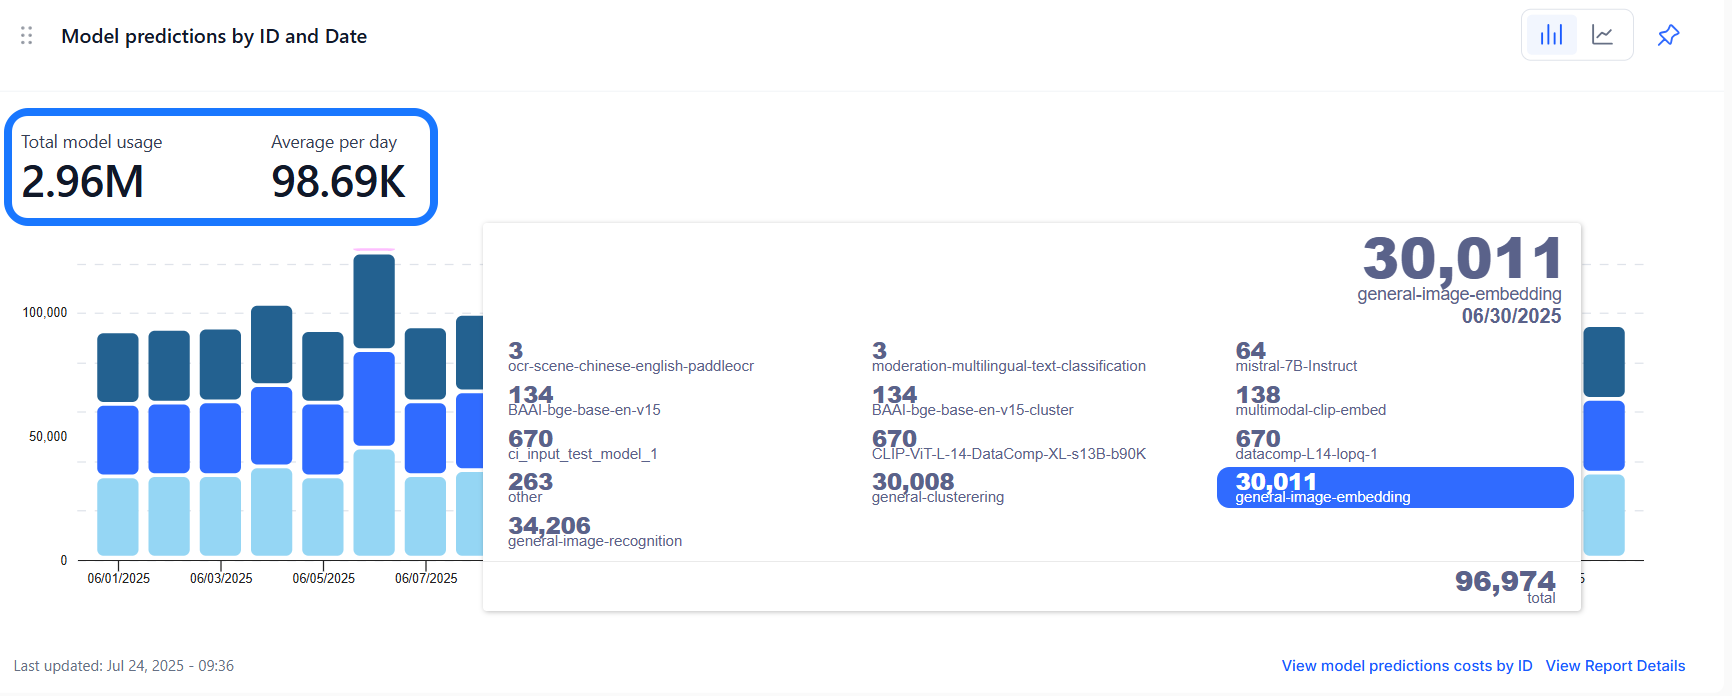 Model predictions by ID and Date
Total model usage
Average per day
2.96M
98.69K
30,011
general-image-embedding
06/30/2025
3
ocr-scene-chinese-english-paddleocr
3
moderation-multilingual-text-classification
64
mistral-7B-Instruct
134
BAAI-bge-base-en-v15
134
BAAI-bge-base-en-v15-cluster
138
multimodal-clip-embed
670
ci_input_test_model_1
670
CLIP-ViT-L-14-DataComp-XL-s13B-b90K
670
datacomp-L14-lopq-1
263
other
30,008
general-clusterering
30,011
general-image-embedding
34,206
general-image-recognition
96,974
total
100,000
50,000
0
06/01/2025
06/03/2025
06/05/2025
06/07/2025
5
Last updated: Jul 24, 2025 - 09:36
View model predictions costs by ID
View Report Details